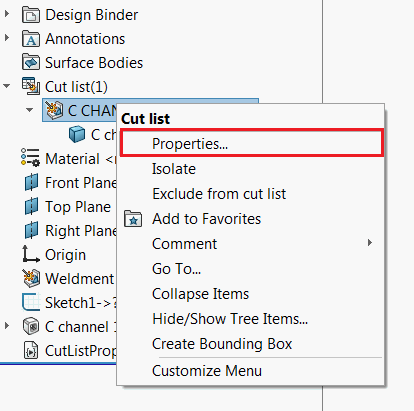 Design Binder
Annotations
Surface Bodies
Cut list(1)
C CHAN
Cut list
C ch
Properties...
Material <
Isolate
Front Plane
Exclude from cut list
Top Plane
Add to Favorites
Right Plan
Comment
Origin
Go To...
Weldment
Collapse Items
Sketch1->?
Hide/Show Tree Items...
C channel
Create Bounding Box
CutListProp
Customize Menu